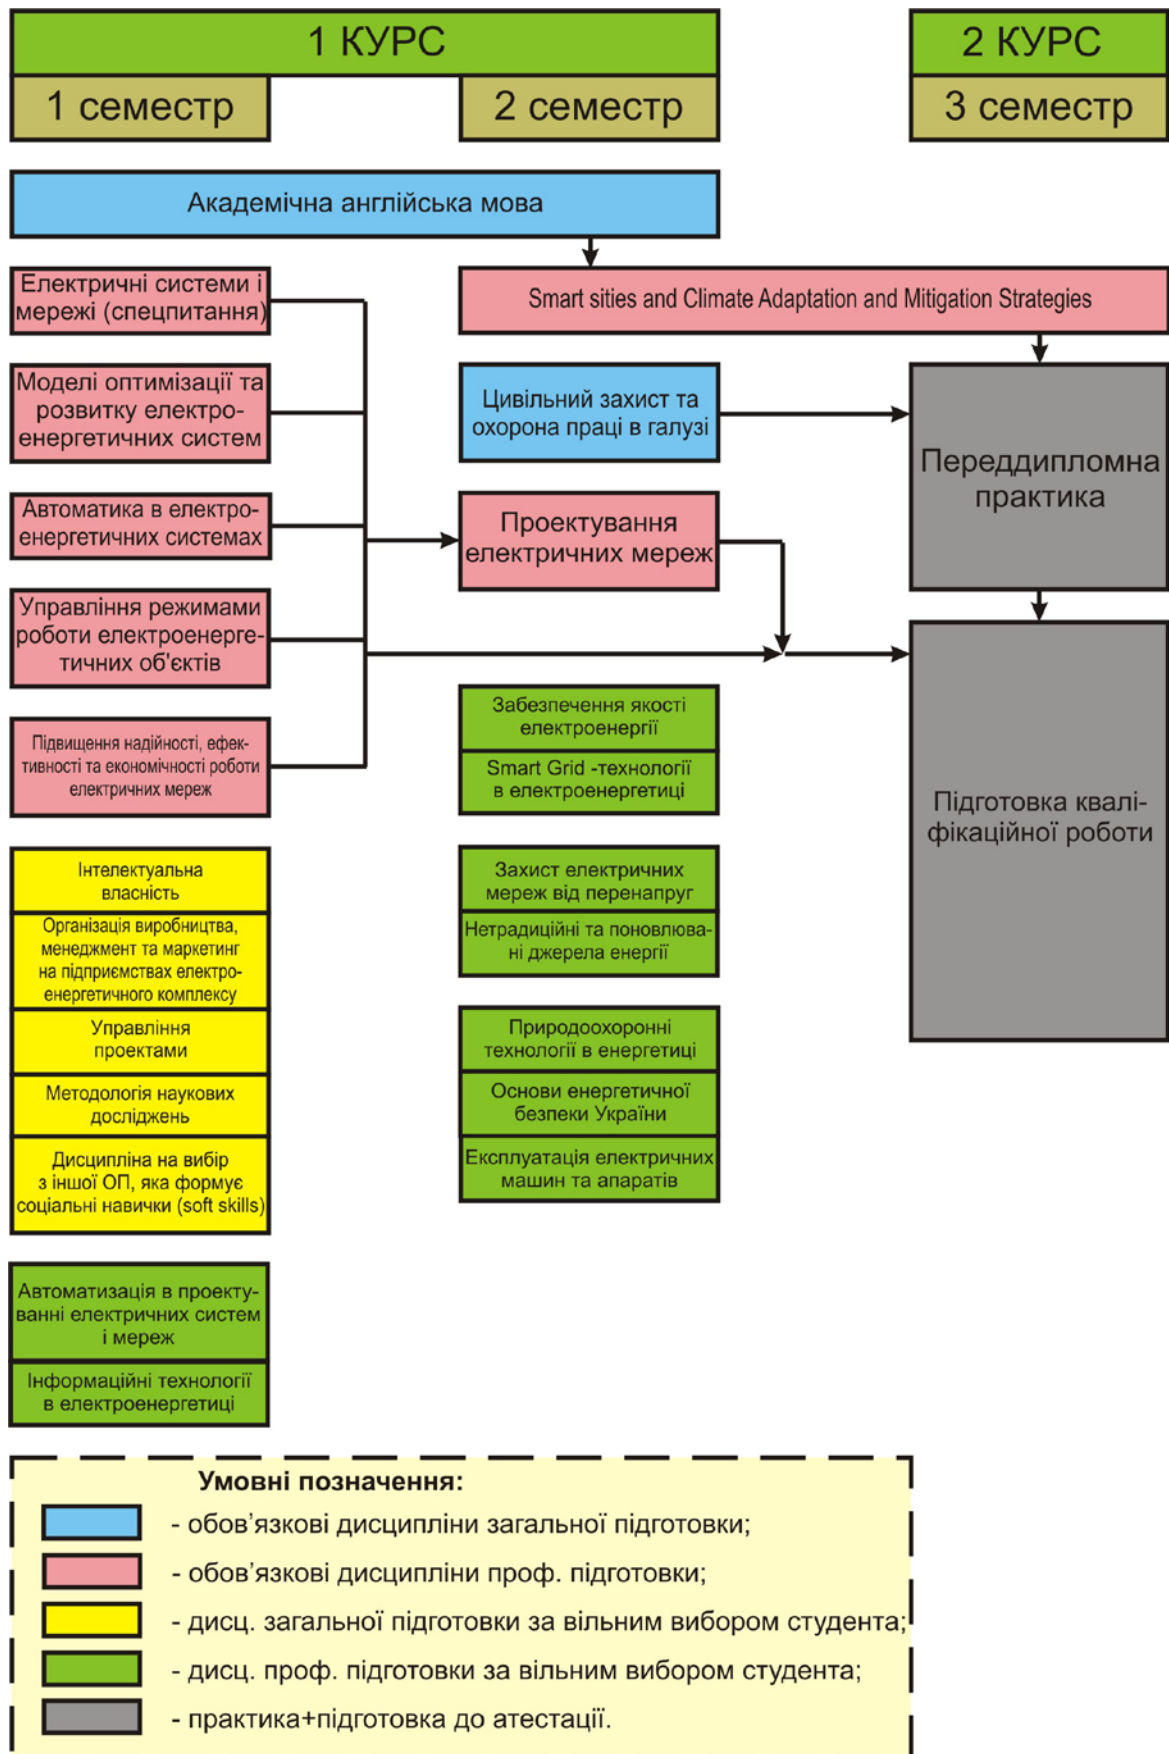 1 КУРС
2 КУРС
1 семестр
2 семестр
3 семестр
Академічна англійська мова
Електричні системи і
мережі (спецпитання)
Smart sities and Climate Adaptation and Mitigation Strategies
Моделі оптимізації та
розвитку електро-
енергетичних систем
Цивільний захист та
охорона праці в галузі
Переддипломна
практика
Автоматика в електро-
енергетичних системах
Проектування
електричних мереж
Управління режимами
роботи електроенерге-
тичних об'єктів
Підвищення надійності, ефек-
тивності та економічності роботи
електричних мереж
Забезпечення якості
електроенергії
Smart Grid -технології
в електроенергетиці
Підготовка квалі-
фікаційної роботи
Інтелектуальна
власність
Організація виробництва,
менеджмент та маркетинг
на підприємствах електро-
енергетичного комплексу
Управління
проектами
Методологія наукових
досліджень
Дисципліна на вибір
з іншої ОП, яка формує
соціальні навички (soft skills)
Захист електричних
мереж від перенапруг
Нетрадиційні та поновлюва-
ні джерела енергії
Природоохоронні
технології в енергетиці
Основи енергетичної
безпеки України
Експлуатація електричних
машин та апаратів
Автоматизація в проекту-
ванні електричних систем
і мереж
Інформаційні технології
в електроенергетиці
Умовні позначення:
- обов’язкові дисципліни загальної підготовки;
- обов’язкові дисципліни проф. підготовки;
- дисц. загальної підготовки за вільним вибором студента;
- дисц. проф. підготовки за вільним вибором студента;
- практика+підготовка до атестації.